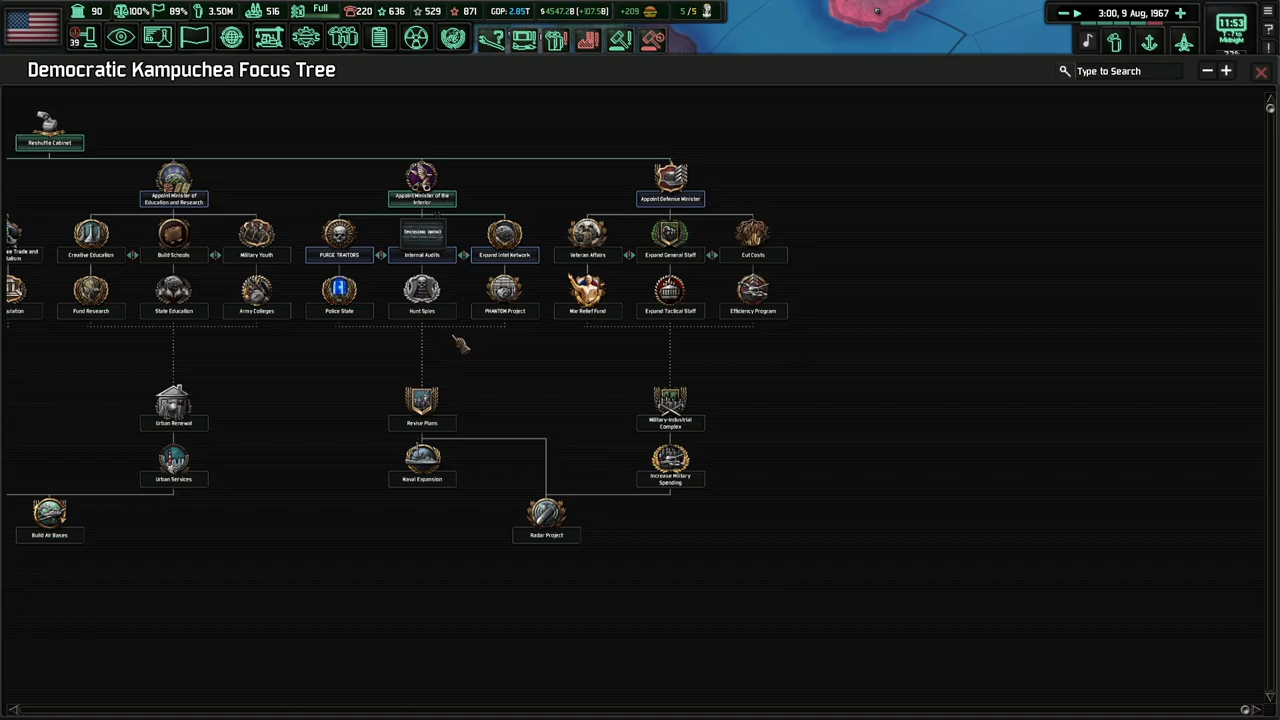 90 100% 89% 3.50M 516 Full 220 636 529 871 GDP: 2.85T $4547.2B (+107.5B) +209 5/5
3:00, 9 Aug, 1967
11:53
T - 7 to
Midnight
39
Democratic Kampuchea Focus Tree
Type to Search
Reshuffle Cabinet
Appoint Minister of
Education and Research
Appoint Minister of the
Interior
Appoint Defense Minister
Creative Education
Build Schools
Military Youth
PURGE TRAITORS
Internal Audits
Expand Intel Network
Veteran Affairs
Expand General Staff
Cut Costs
Fund Research
State Education
Army Colleges
Police State
Hunt Spies
PHANTOM Project
War Relief Fund
Expand Tactical Staff
Efficiency Program
Urban Renewal
Revise Plans
Military-Industrial
Complex
Urban Services
Naval Expansion
Increase Military
Spending
Build Air Bases
Radar Project